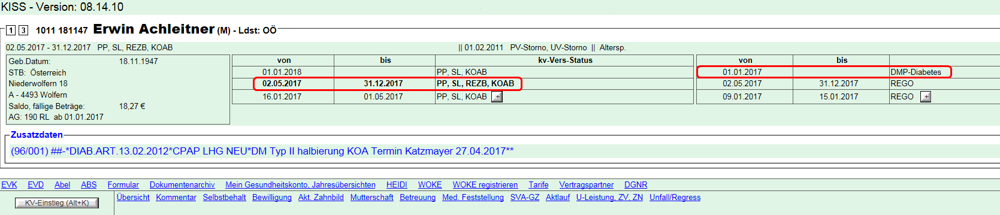 KISS - Version: 08.14.10
1 3 1011 181147 Erwin Achleitner (M) - Ldst: OÖ
02.05.2017 - 31.12.2017 PP, SL, REZB, KOAB || 01.02.2011 PV-Storno, UV-Storno || Altersp.
Geb.Datum: 18.11.1947
STB: Österreich
Niederwolfern 18
A - 4493 Wolfern
Saldo, fällige Beträge: 18,27 €
AG: 190 RL ab 01.01.2017
von bis kv-Vers-Status
01.01.2018 PP, SL, KOAB
02.05.2017 31.12.2017 PP, SL, REZB, KOAB
16.01.2017 01.05.2017 PP, SL, KOAB +
von bis
01.01.2017 DMP-Diabetes
02.05.2017 31.12.2017 REGO
09.01.2017 15.01.2017 REGO +
Zusatzdaten
(96/001) ##-*DIAB.ART.13.02.2012*CPAP LHG NEU*DM Typ II halbierung KOA Termin Katzmayer 27.04.2017**
EVK EVD Abel ABS Formular Dokumentenarchiv Mein Gesundheitskonto, Jahresübersichten HEIDI WOKE WOKE registrieren Tarife Vertragspartner DGNR
KV-Einstieg (Alt+K)
Übersicht Kommentar Selbstbehalt Bewilligung Akt. Zahnbild Mutterschaft Betreuung Med. Feststellung SVA-GZ Aktlauf U-Leistung, ZV, ZN Unfall/Regress